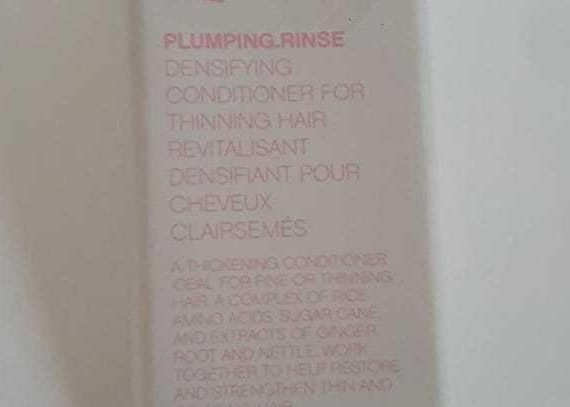 PLUMPING.RINSE
DENSIFYING
CONDITIONER FOR
THINNING HAIR
REVITALISANT
DENSIFIANT POUR
CHEVEUX
CLAIRSEMÉS
A THICKENING CONDITIONER
IDEAL FOR FINE OR THINNING
HAIR. A COMPLEX OF RICE
AMINO ACIDS, SUGAR CANE
AND EXTRACTS OF GINGER
ROOT AND NETTLE, WORK
TOGETHER TO HELP RESTORE
AND STRENGTHEN THIN AND